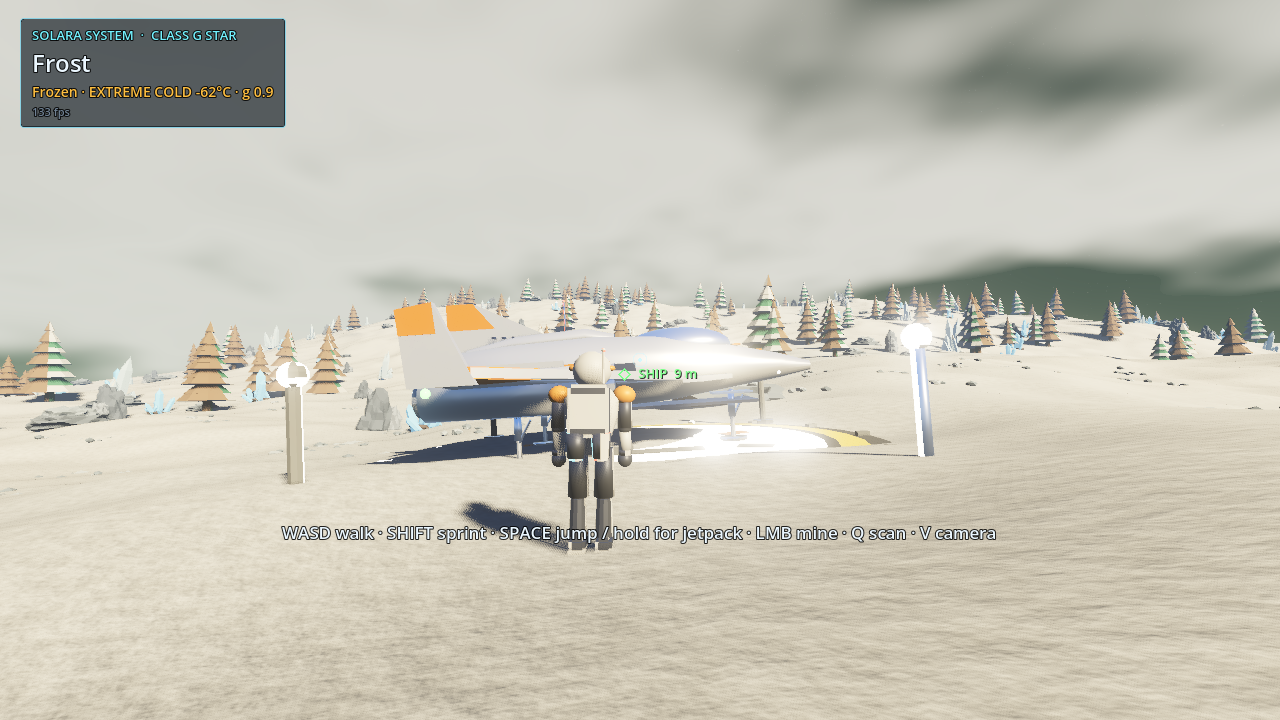 SOLARA SYSTEM · CLASS G STAR
Frost
Frozen · EXTREME COLD -62°C · g 0.9
133 fps
SHIP 9 m
WASD walk · SHIFT sprint · SPACE jump / hold for jetpack · LMB mine · Q scan · V camera